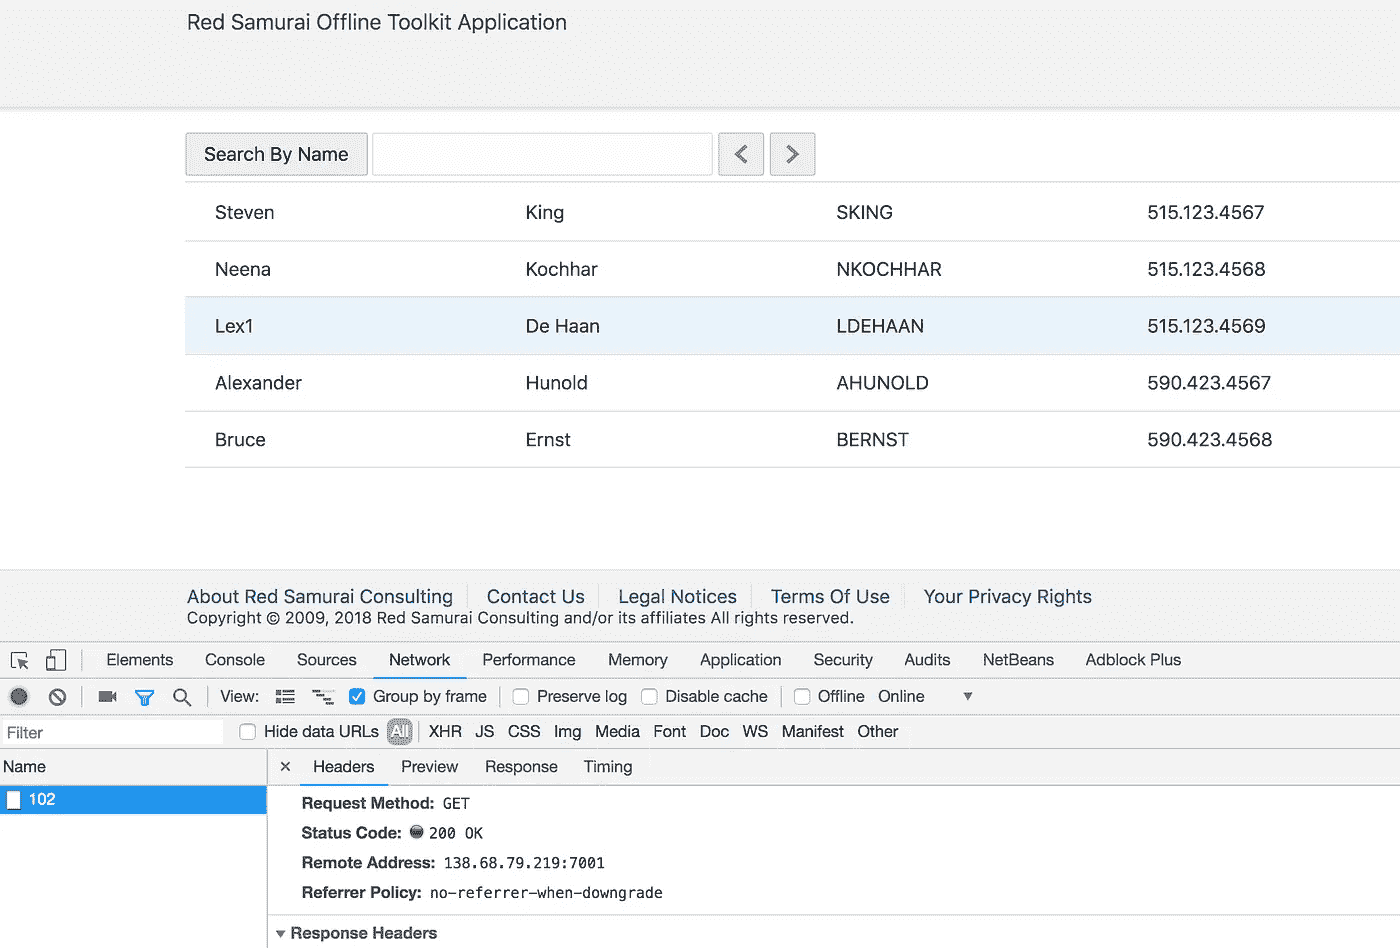 Red Samurai Offline Toolkit Application
Search By Name
Steven King SKING 515.123.4567
Neena Kochhar NKOCHHAR 515.123.4568
Lex1 De Haan LDEHAAN 515.123.4569
Alexander Hunold AHUNOLD 590.423.4567
Bruce Ernst BERNST 590.423.4568
About Red Samurai Consulting Contact Us Legal Notices Terms Of Use Your Privacy Rights
Copyright © 2009, 2018 Red Samurai Consulting and/or its affiliates All rights reserved.
Elements Console Sources Network Performance Memory Application Security Audits NetBeans Adblock Plus
View: Group by frame Preserve log Disable cache Offline Online
Filter Hide data URLs All XHR JS CSS Img Media Font Doc WS Manifest Other
Name Headers Preview Response Timing
102
Request Method: GET
Status Code: 200 OK
Remote Address: 138.68.79.219:7001
Referrer Policy: no-referrer-when-downgrade
Response Headers